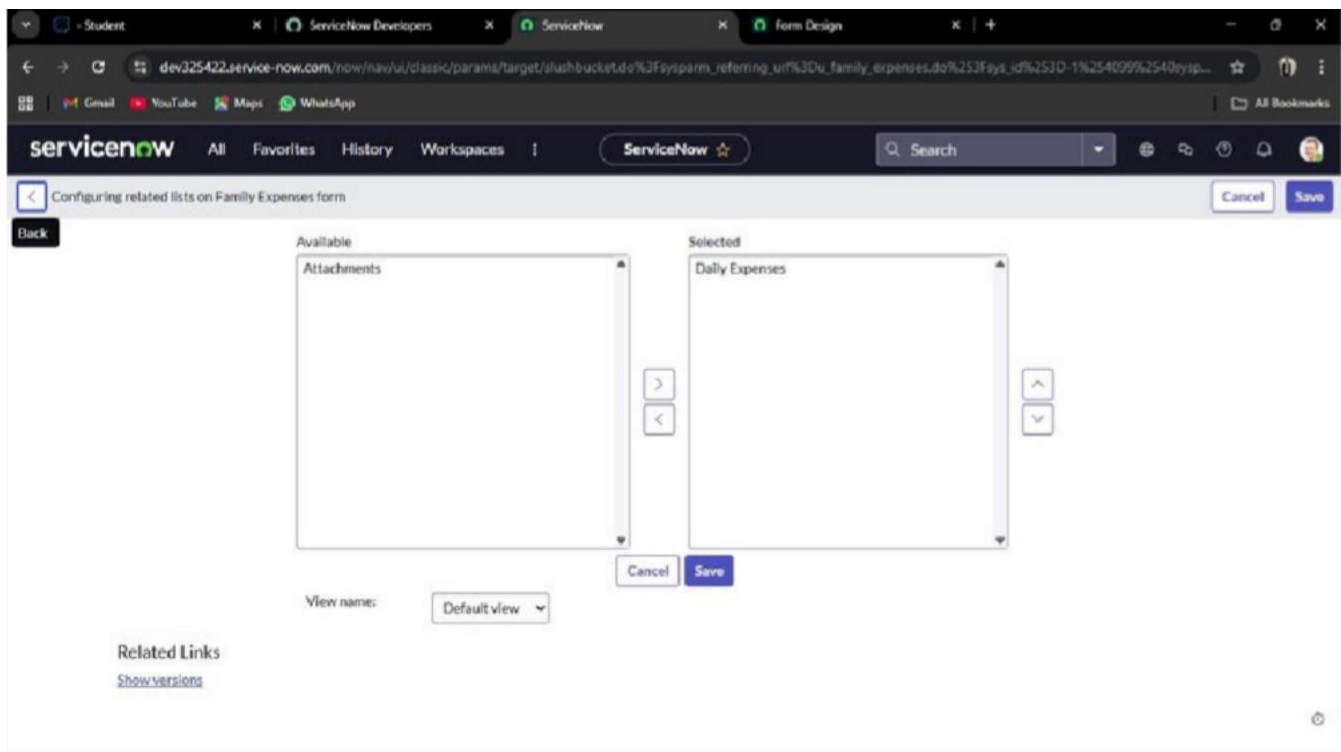 - Student ServiceNow Developers ServiceNow Form Design
dev325422.service-now.com/now/nav/ui/classic/params/target/slushbucket.do%3Fsysparm_referring_url%3Du_family_expenses.do%253Fsys_id%253D-1%254099%2540sysp...
Gmail YouTube Maps WhatsApp All Bookmarks
servicenow All Favorites History Workspaces ServiceNow Search
Configuring related lists on Family Expenses form Cancel Save
Back
Available Selected
Attachments Daily Expenses
Cancel Save
View name: Default view
Related Links
Show versions